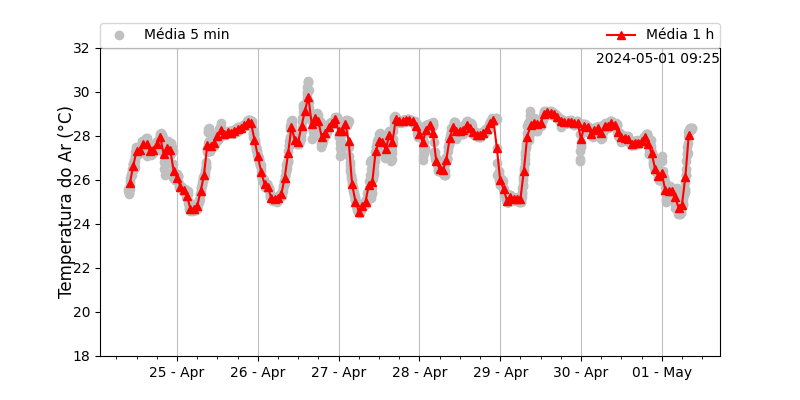 Média 5 min
Média 1 h
2024-05-01 09:25
Temperatura do Ar (°C)
32
30
28
26
24
22
20
18
25 - Apr
26 - Apr
27 - Apr
28 - Apr
29 - Apr
30 - Apr
01 - May